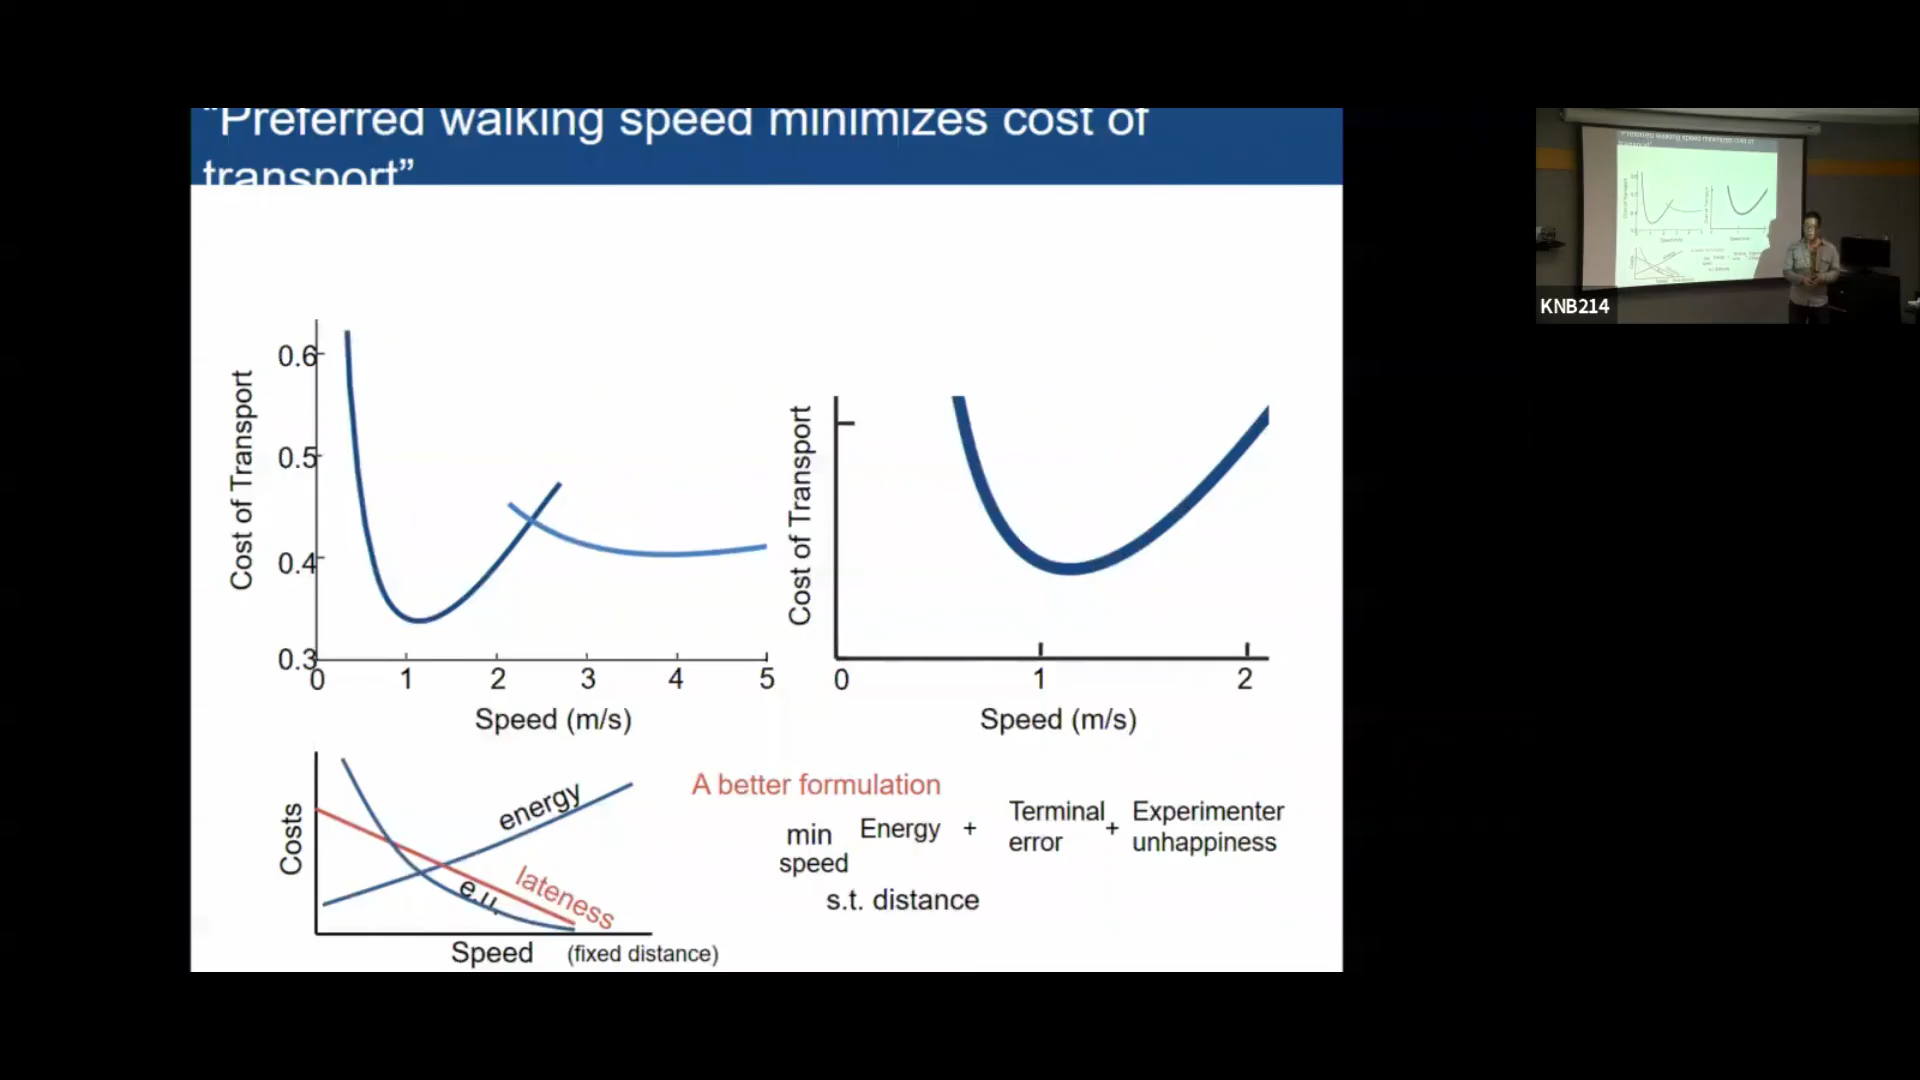 “Preferred walking speed minimizes cost of
transport”
Cost of Transport
0.6
0.5
0.4
0.3
0 1 2 3 4 5
Speed (m/s)
Cost of Transport
0 1 2
Speed (m/s)
Costs
energy
lateness
e.u.
Speed (fixed distance)
A better formulation
min
speed
Energy +
Terminal
error
+
Experimenter
unhappiness
s.t. distance
KNB214